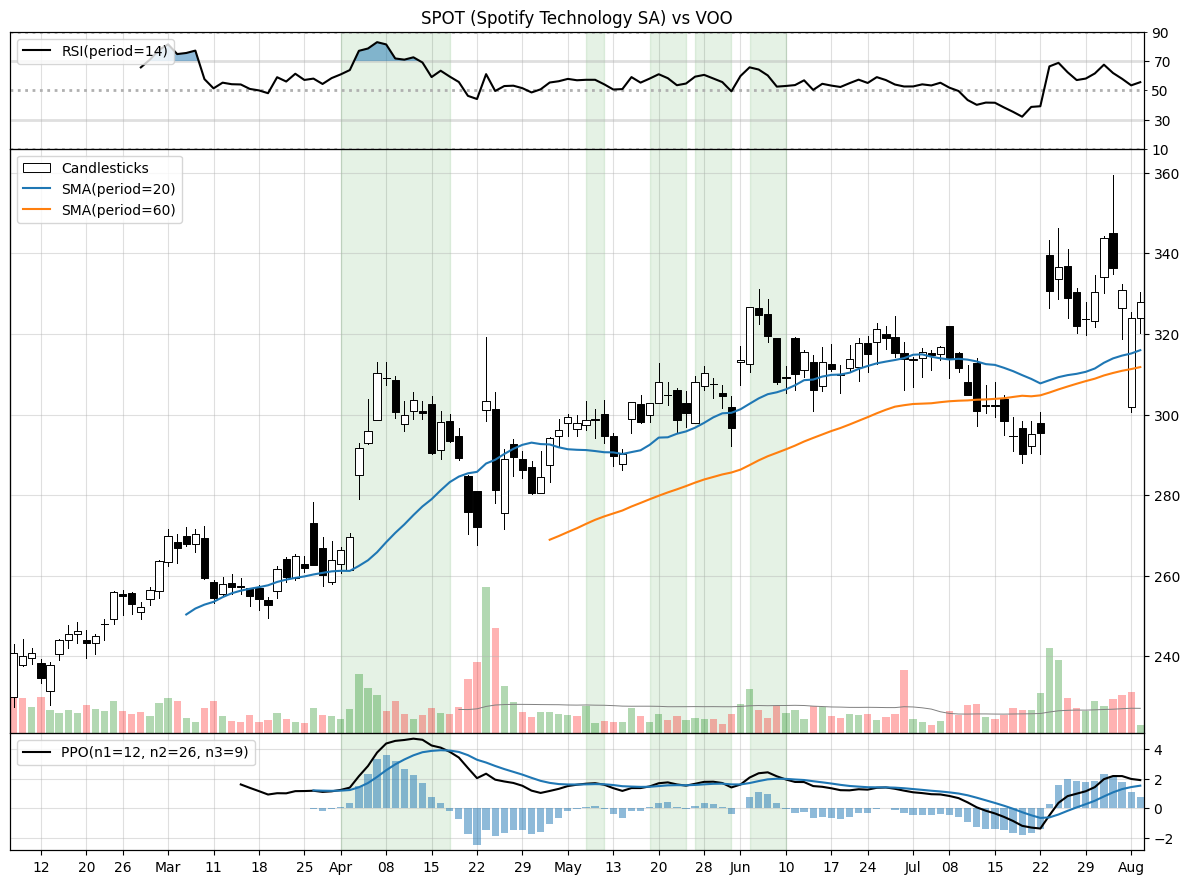 SPOT (Spotify Technology SA) vs VOO
RSI(period=14)
90
70
50
30
10
Candlesticks
SMA(period=20)
SMA(period=60)
360
340
320
300
280
260
240
PPO(n1=12, n2=26, n3=9)
4
2
0
−2
12 20 26 Mar 11 18 25 Apr 08 15 22 29 May 13 20 28 Jun 10 17 24 Jul 08 15 22 29 Aug